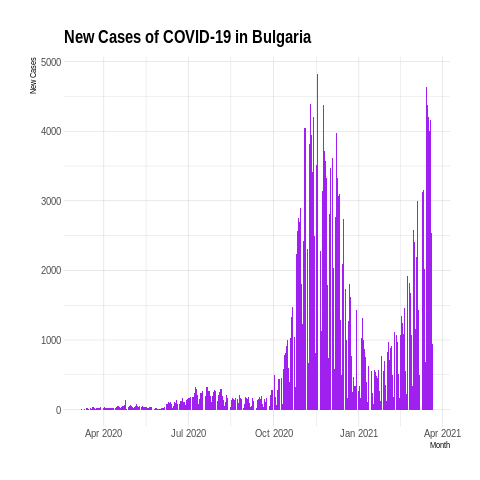 New Cases of COVID-19 in Bulgaria
New Cases
5000
4000
3000
2000
1000
0
Apr 2020 Jul 2020 Oct 2020 Jan 2021 Apr 2021
Month